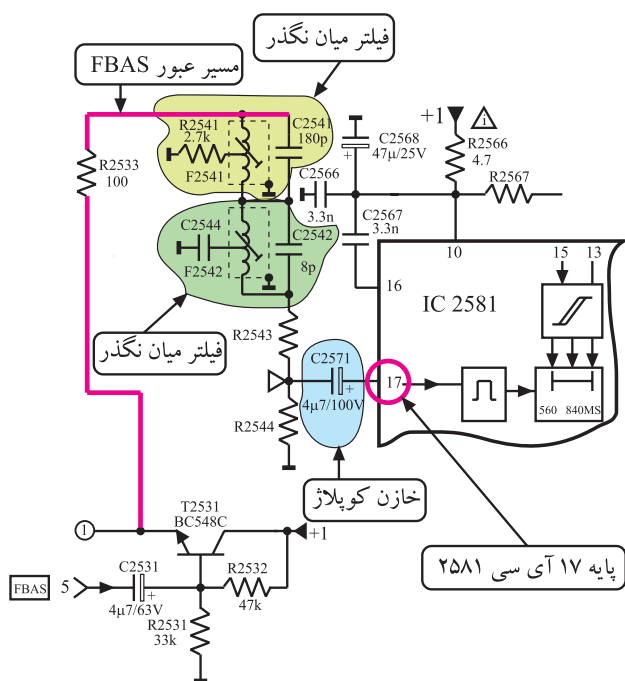 فیلتر میان نگذر
مسیر عبور FBAS
R2541
2.7k
F2541
C2541
180p
R2533
100
C2568
47µ/25V
+
+1
i
R2566
4.7
C2566
3.3n
R2567
C2567
3.3n
C2544
F2542
C2542
8p
10
15
13
16
IC 2581
فیلتر میان نگذر
R2543
C2571
+
4µ7/100V
17
560
840MS
R2544
خازن کوپلاژ
T2531
BC548C
1
+1
پایه ۱۷ آی سی ۲۵۸۱
FBAS
5
C2531
+
4µ7/63V
R2532
47k
R2531
33k